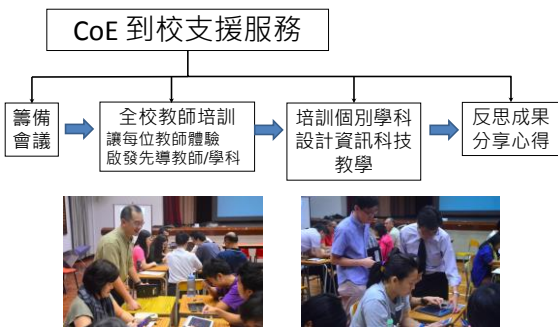 CoE 到校支援服務
籌備
會議
全校教師培訓
讓每位教師體驗
啟發先導教師/學科
培訓個別學科
設計資訊科技
教學
反思成果
分享心得